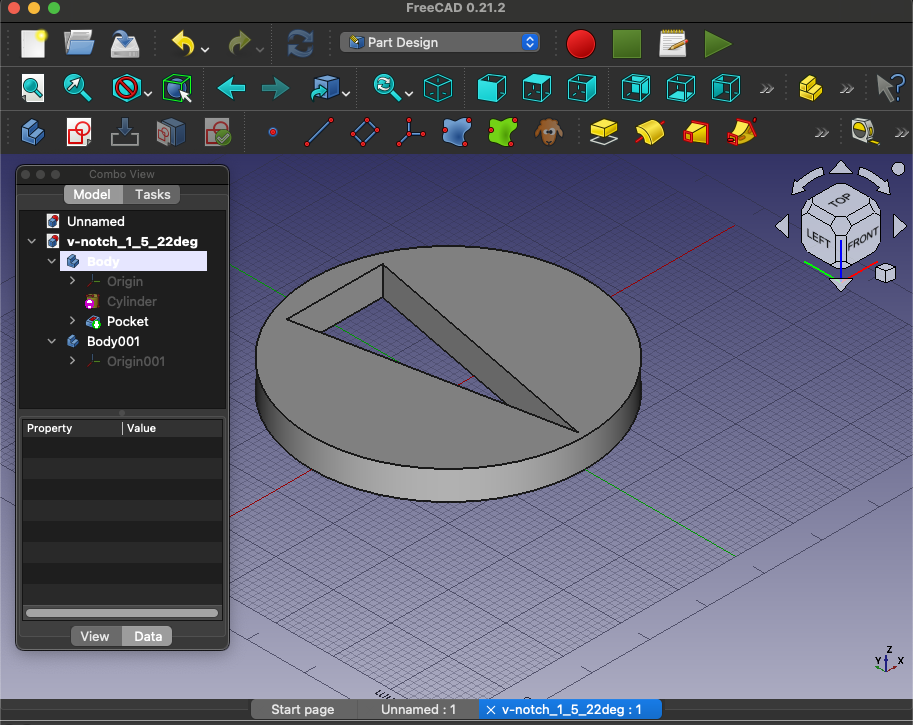 FreeCAD 0.21.2
Part Design
Combo View
Model Tasks
Unnamed
v-notch_1_5_22deg
Body
Origin
Cylinder
Pocket
Body001
Origin001
Property Value
View Data
TOP
LEFT FRONT
Z
Y X
Start page Unnamed : 1 v-notch_1_5_22deg : 1